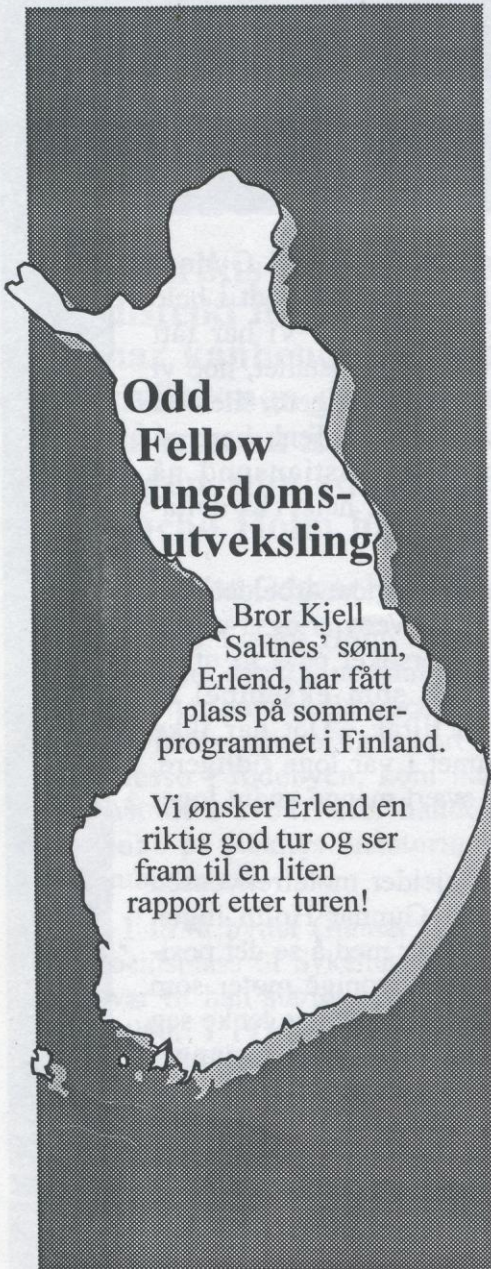 Odd
Fellow
ungdoms-
utveksling
Bror Kjell
Saltnes’ sønn,
Erlend, har fått
plass på sommer-
programmet i Finland.
Vi ønsker Erlend en
riktig god tur og ser
fram til en liten
rapport etter turen!